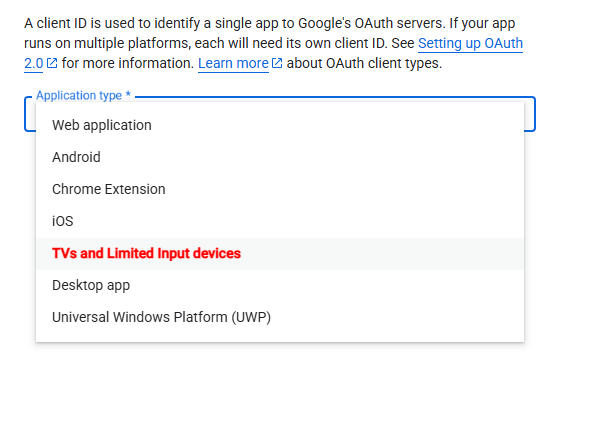 A client ID is used to identify a single app to Google's OAuth servers. If your app
runs on multiple platforms, each will need its own client ID. See Setting up OAuth
2.0 for more information. Learn more about OAuth client types.
Application type *
Web application
Android
Chrome Extension
iOS
TVs and Limited Input devices
Desktop app
Universal Windows Platform (UWP)